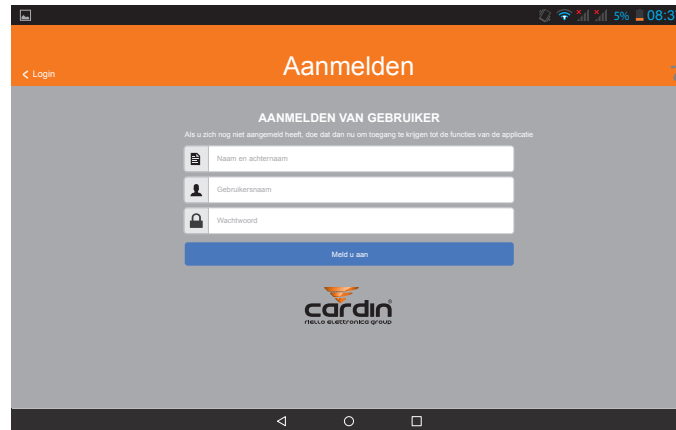 5% 08:3
Login
Aanmelden
AANMELDEN VAN GEBRUIKER
Als u zich nog niet aangemeld heeft, doe dat dan nu om toegang te krijgen tot de functies van de applicatie
Naam en achternaam
Gebruikersnaam
Wachtwoord
Meld u aan
cardin
riello elettronica group